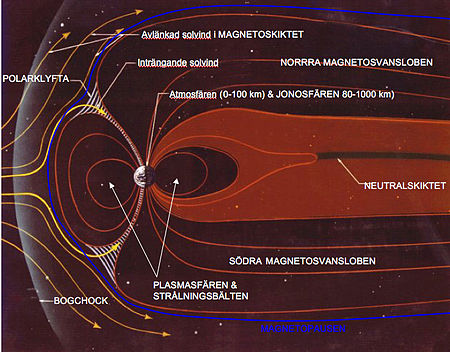 Avlänkad solvind i MAGNETOSKIKTET
Inträngande solvind
NORRRA MAGNETOSVANSLOBEN
POLARKLYFTA
Atmosfären (0-100 km) & JONOSFÄREN 80-1000 km)
NEUTRALSKIKTET
SÖDRA MAGNETOSVANSLOBEN
PLASMASFÄREN &
STRÅLNINGSBÄLTEN
BOGCHOCK